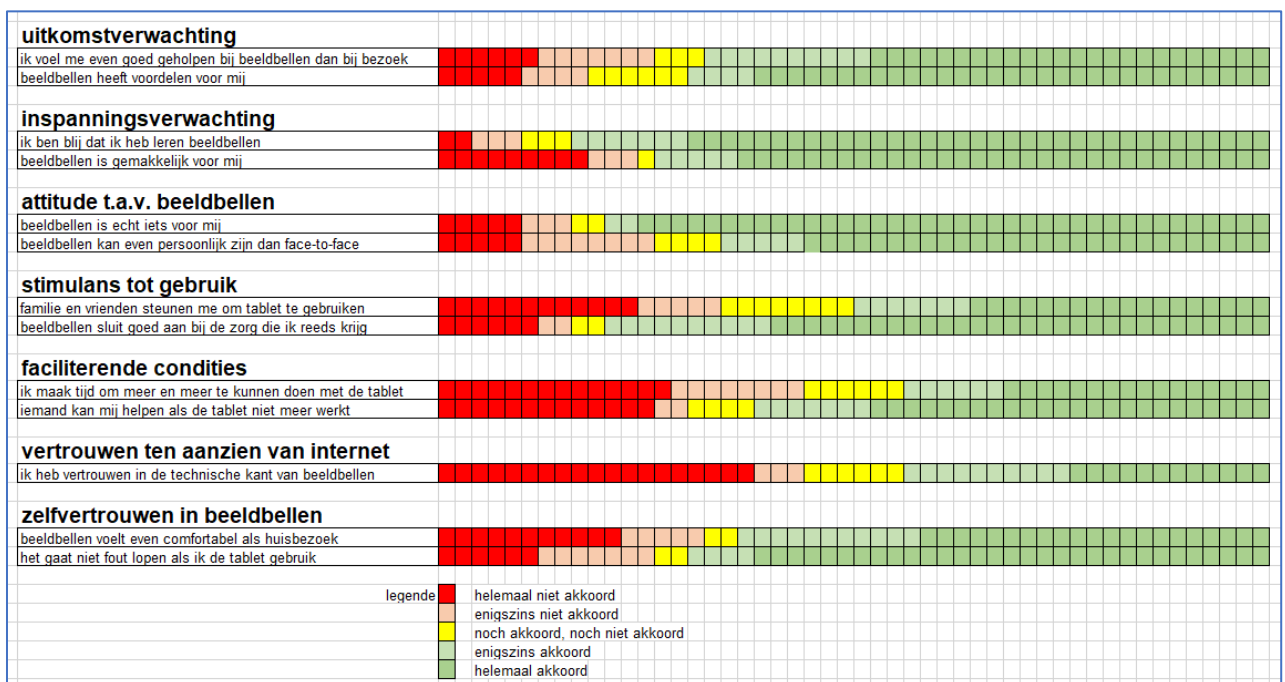 uitkomstverwachting
ik voel me even goed geholpen bij beeldbellen dan bij bezoek
beeldbellen heeft voordelen voor mij
inspanningsverwachting
ik ben blij dat ik heb leren beeldbellen
beeldbellen is gemakkelijk voor mij
attitude t.a.v. beeldbellen
beeldbellen is echt iets voor mij
beeldbellen kan even persoonlijk zijn dan face-to-face
stimulans tot gebruik
familie en vrienden steunen me om tablet te gebruiken
beeldbellen sluit goed aan bij de zorg die ik reeds krijg
faciliterende condities
ik maak tijd om meer en meer te kunnen doen met de tablet
iemand kan mij helpen als de tablet niet meer werkt
vertrouwen ten aanzien van internet
ik heb vertrouwen in de technische kant van beeldbellen
zelfvertrouwen in beeldbellen
beeldbellen voelt even comfortabel als huisbezoek
het gaat niet fout lopen als ik de tablet gebruik
legende helemaal niet akkoord
enigszins niet akkoord
noch akkoord, noch niet akkoord
enigszins akkoord
helemaal akkoord